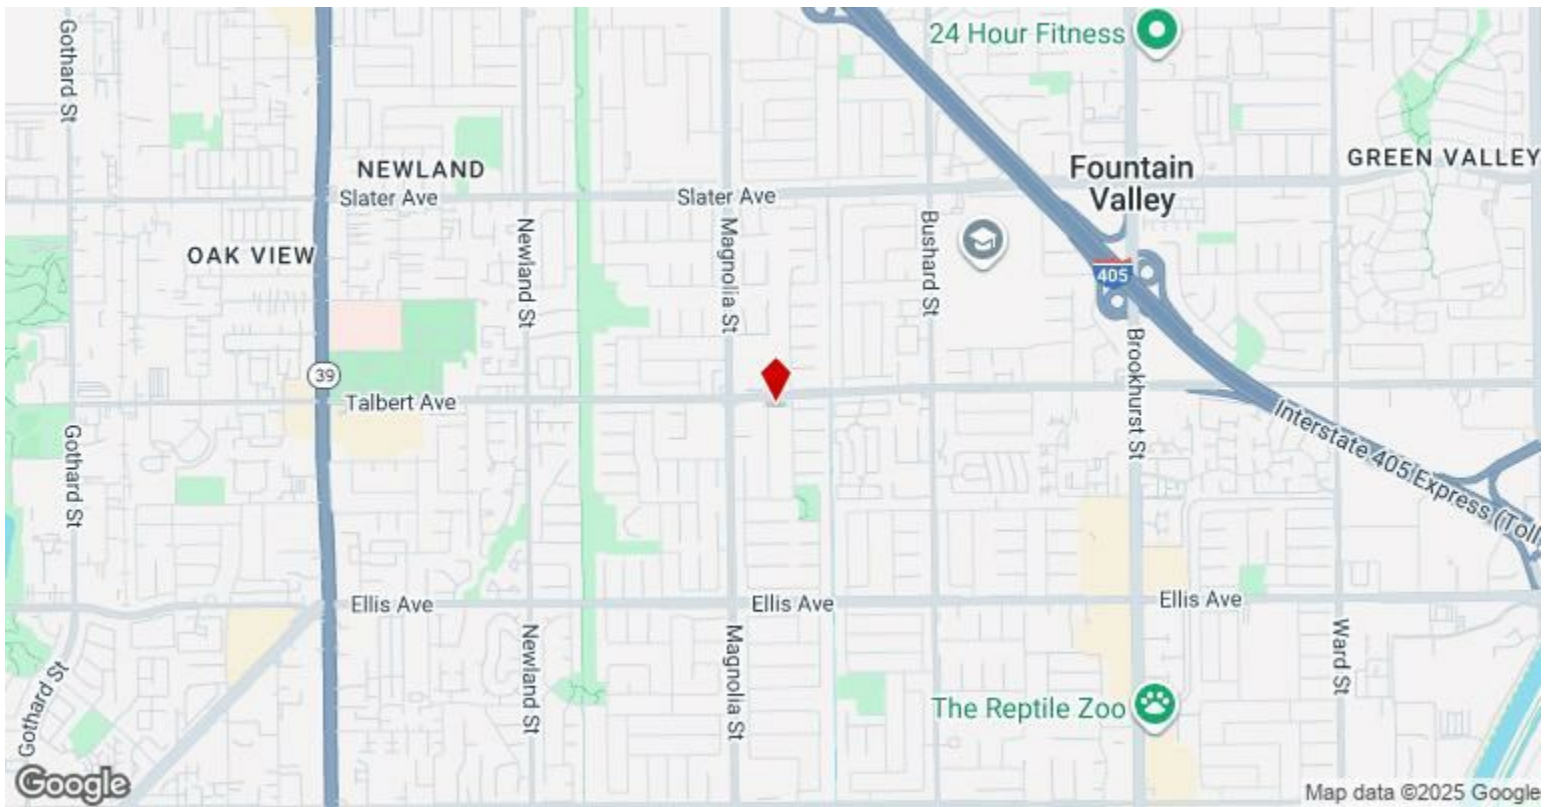 Gothard St
24 Hour Fitness
NEWLAND
Fountain
Valley
GREEN VALLEY
Slater Ave
Slater Ave
OAK VIEW
Newland St
Magnolia St
Bushard St
405
39
Talbert Ave
Brookhurst St
Interstate 405 Express (Toll
Gothard St
Ellis Ave
Ellis Ave
Ellis Ave
Gothard St
Newland St
Magnolia St
Ward St
The Reptile Zoo
Google
Map data ©2025 Google